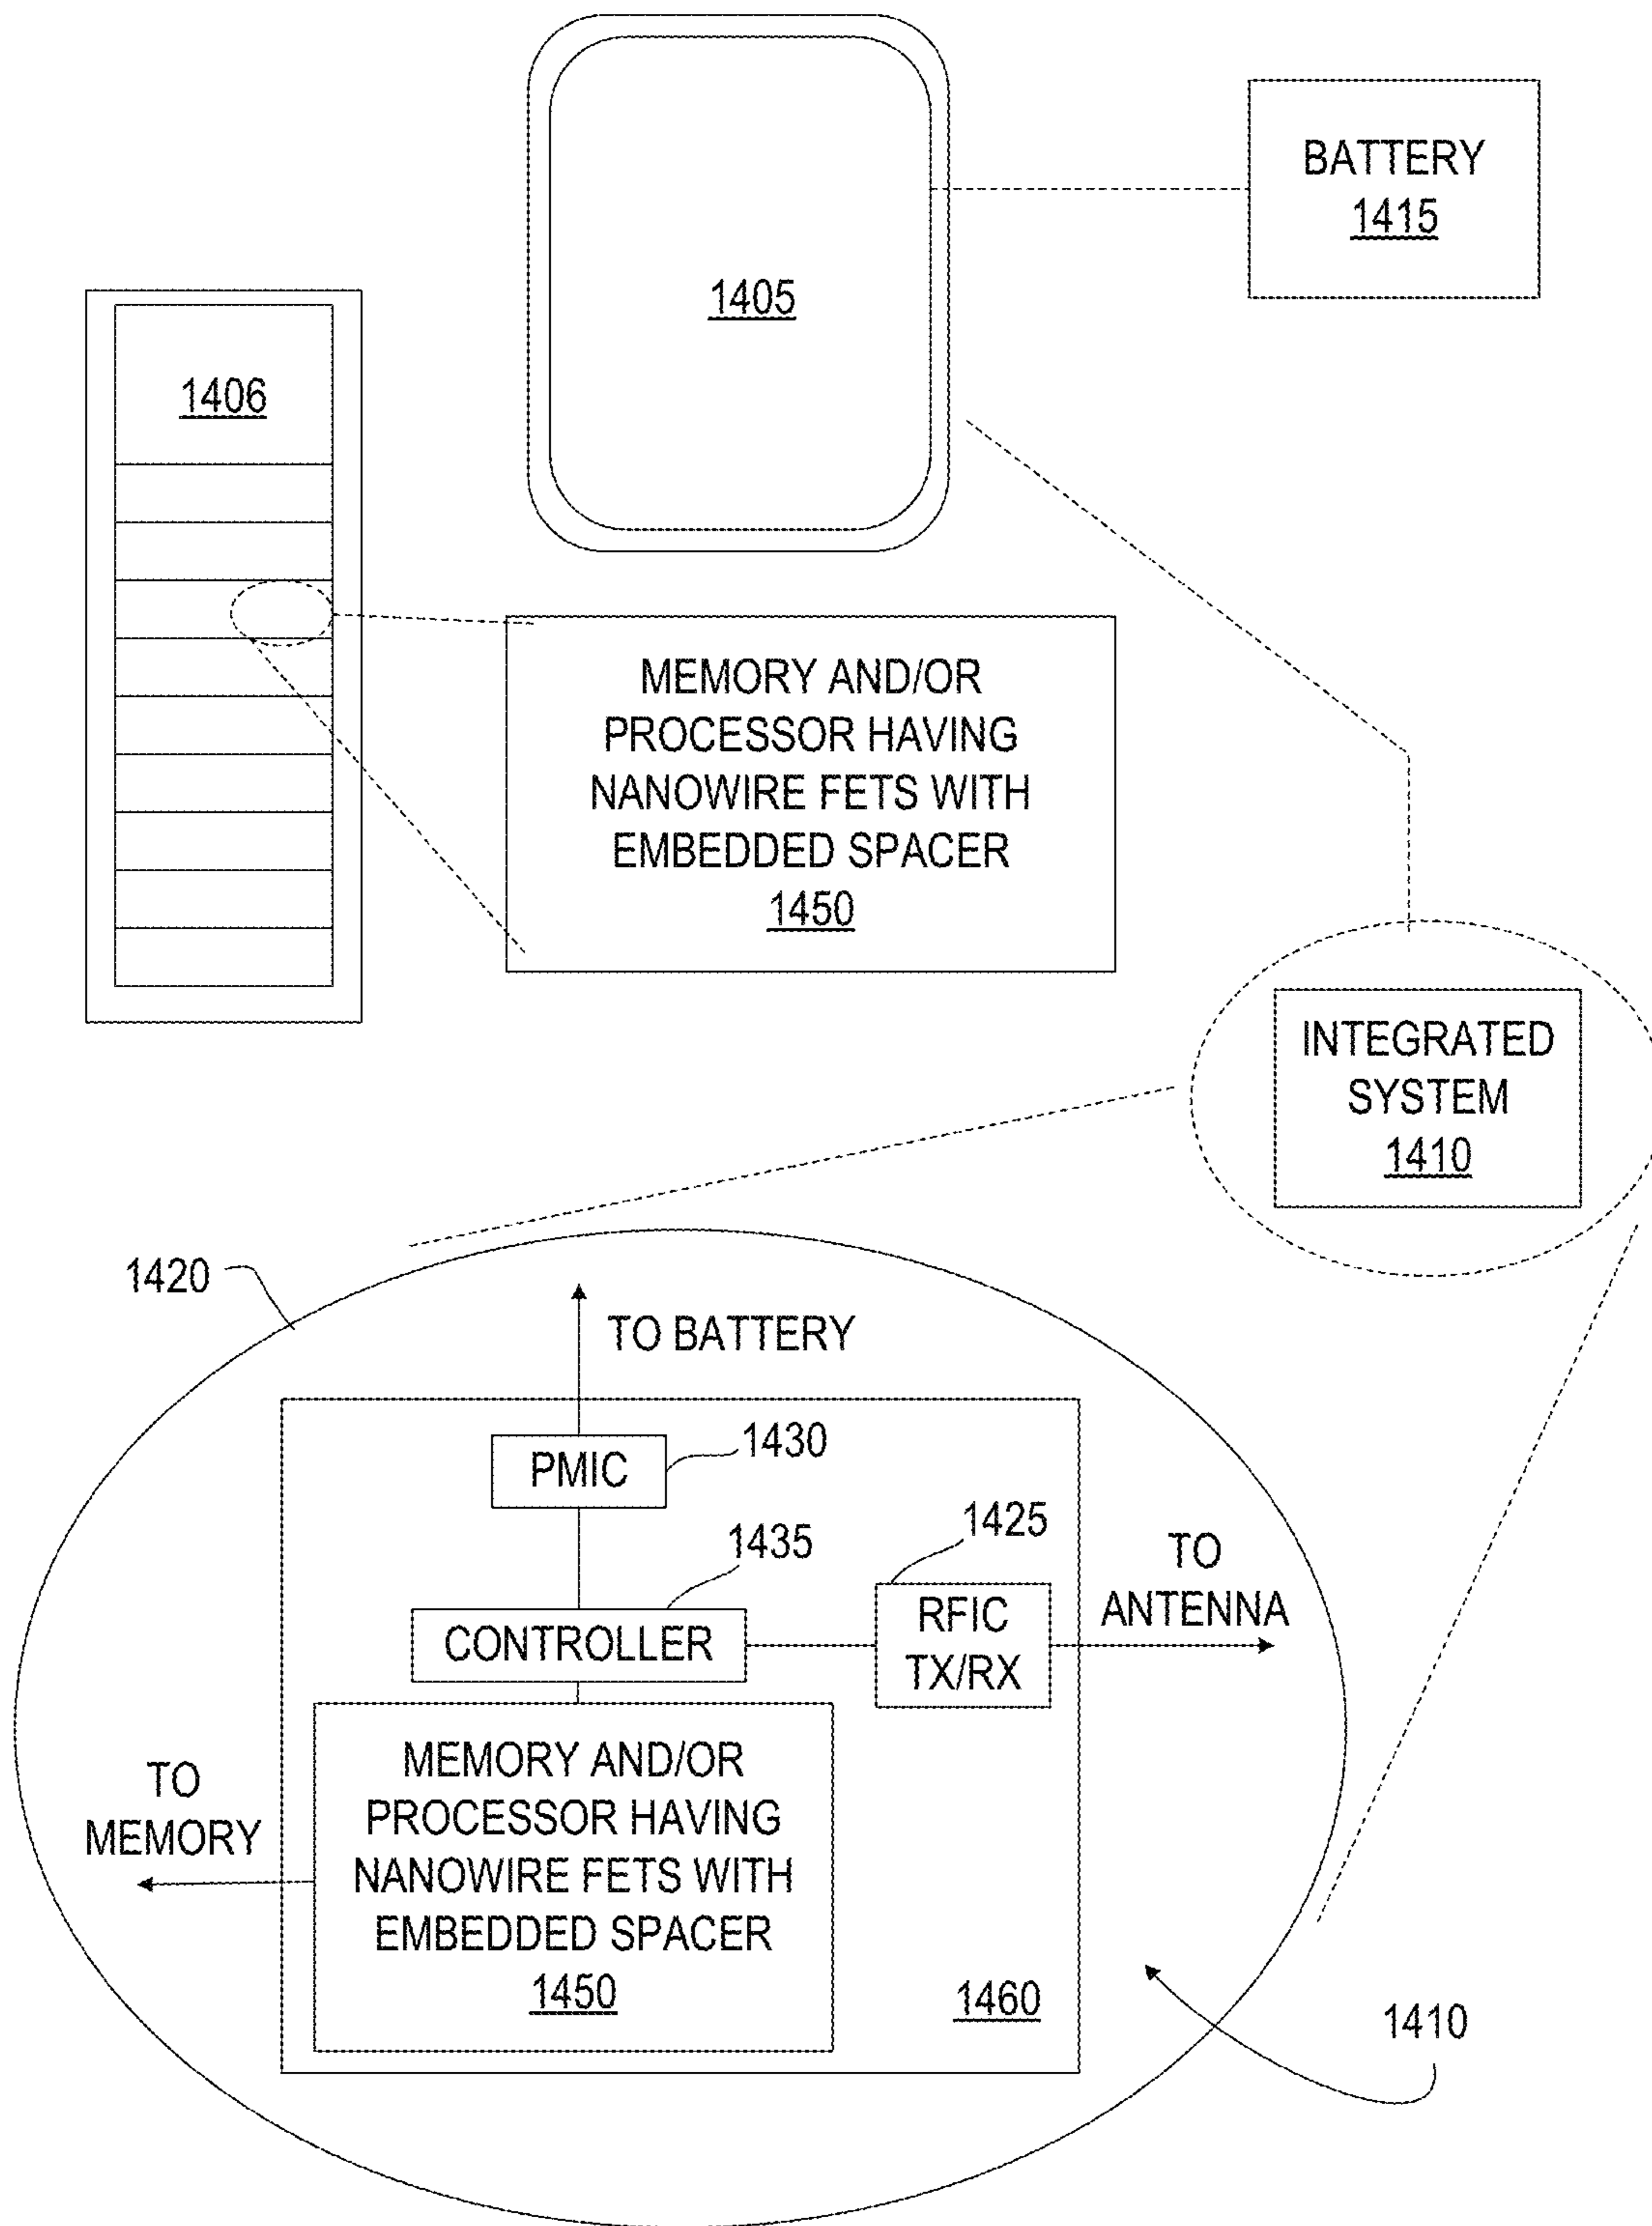 BATTERY
1415
1405
1406
MEMORY AND/OR
PROCESSOR HAVING
NANOWIRE FETS WITH
EMBEDDED SPACER
1450
INTEGRATED
SYSTEM
1410
1420
TO BATTERY
PMIC
1430
1425
1435
TO
ANTENNA
RFIC
TX/RX
CONTROLLER
TO
MEMORY
MEMORY AND/OR
PROCESSOR HAVING
NANOWIRE FETS WITH
EMBEDDED SPACER
1450
1460
1410